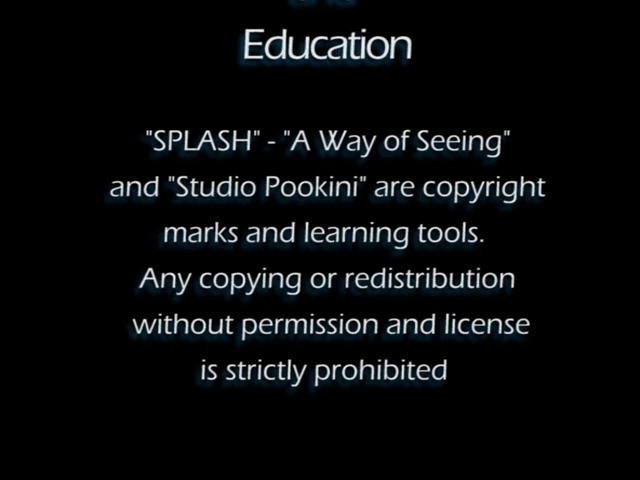 Education
"SPLASH" - "A Way of Seeing"
and "Studio Pookini" are copyright
marks and learning tools.
Any copying or redistribution
without permission and license
is strictly prohibited